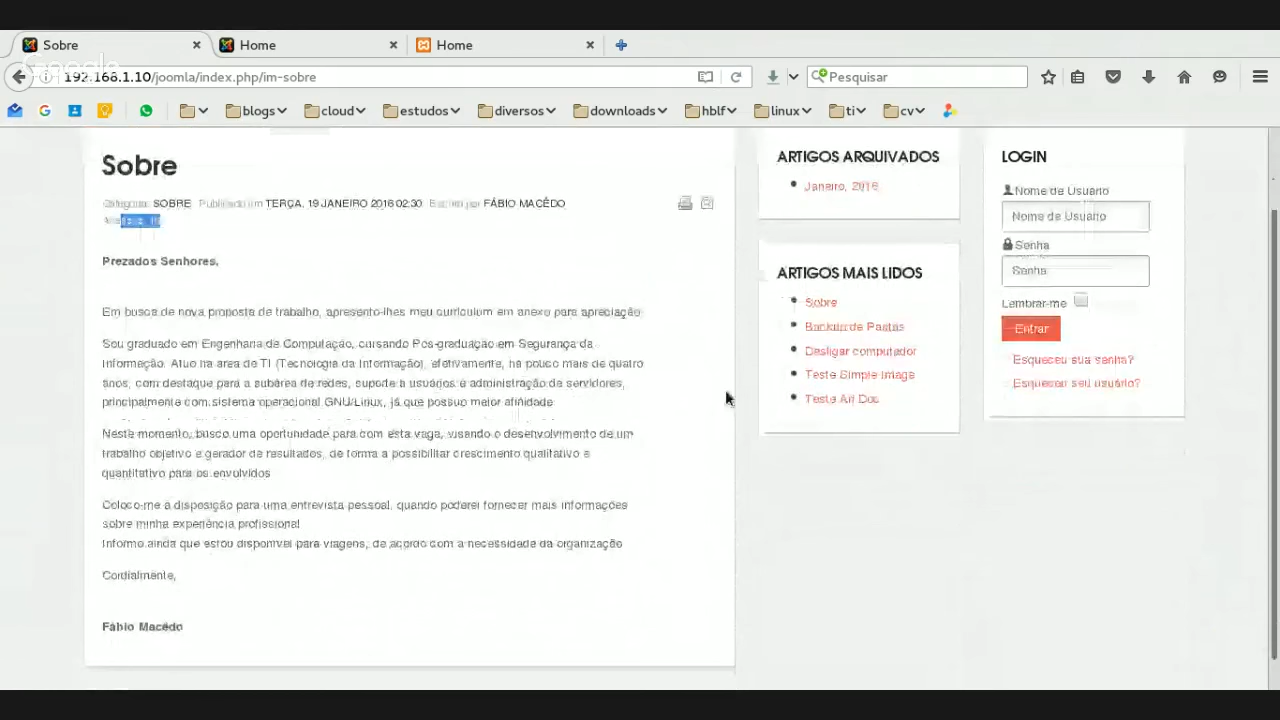 Sobre
Home
Home
Google
192.168.1.10/joomla/index.php/im-sobre
Pesquisar
blogs
cloud
estudos
diversos
downloads
hblf
linux
ti
cv
Sobre
Categoria: SOBRE Publicado em TERÇA, 19 JANEIRO 2016 02:30 Escrito por FÁBIO MACÊDO
Prezados Senhores,
Em busca de nova proposta de trabalho, apresento-lhes meu curriculum em anexo para apreciação
Sou graduado em Engenharia de Computação, cursando Pós-graduação em Segurança da
Informação. Atuo na área de TI (Tecnologia da Informação), efetivamente, há pouco mais de quatro
anos, com destaque para a subárea de redes, suporte a usuários e administração de servidores,
principalmente com sistema operacional GNU/Linux, já que possuo maior afinidade
Neste momento, busco uma oportunidade para com esta vaga, visando o desenvolvimento de um
trabalho objetivo e gerador de resultados, de forma a possibilitar crescimento qualitativo e
quantitativo para os envolvidos
Coloco-me à disposição para uma entrevista pessoal, quando poderei fornecer mais informações
sobre minha experiência profissional
Informo ainda que estou disponível para viagens, de acordo com a necessidade da organização
Cordialmente,
Fábio Macêdo
ARTIGOS ARQUIVADOS
Janeiro, 2016
ARTIGOS MAIS LIDOS
Sobre
Backup de Pastas
Desligar computador
Teste Simple Image
Teste Art Doc
LOGIN
Nome de Usuário
Nome de Usuário
Senha
Senha
Lembrar-me
Entrar
Esqueceu sua senha?
Esqueceu seu usuário?